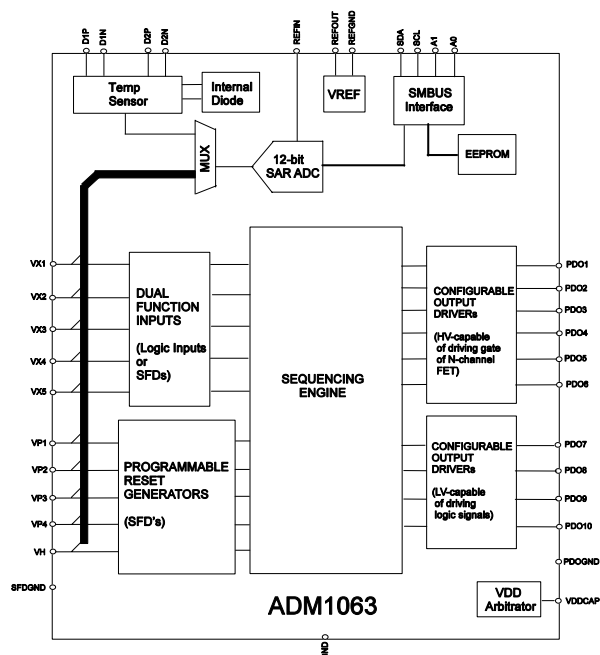 D1P
D1N
D2P
D2N
REFIN
REFOUT
REFGND
SDA
SCL
A1
A0
Temp
Sensor
Internal
Diode
VREF
SMBUS
Interface
MUX
12-bit
SAR ADC
EEPROM
VX1
VX2
VX3
VX4
VX5
DUAL
FUNCTION
INPUTS
(Logic Inputs
or
SFDs)
SEQUENCING
ENGINE
CONFIGURABLE
OUTPUT
DRIVERs
(HV-capable
of driving gate
of N-channel
FET)
PDO1
PDO2
PDO3
PDO4
PDO5
PDO6
VP1
VP2
VP3
VP4
VH
PROGRAMMABLE
RESET
GENERATORS
(SFD's)
CONFIGURABLE
OUTPUT
DRIVERs
(LV-capable
of driving
logic signals)
PDO7
PDO8
PDO9
PDO10
PDOGND
SFDGND
VDD
Arbitrator
VDDCAP
ADM1063
GND